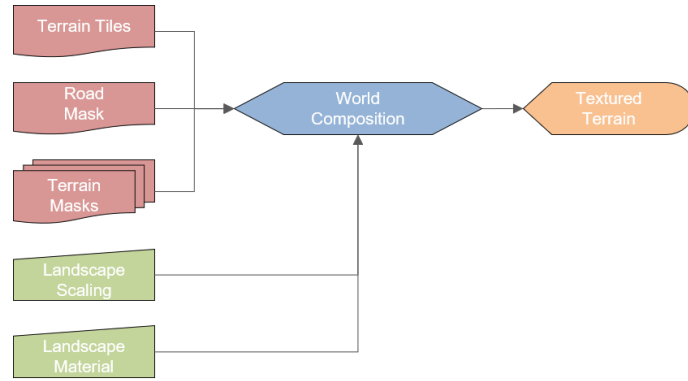 Terrain Tiles
Road
Mask
Terrain
Masks
Landscape
Scaling
Landscape
Material
World
Composition
Textured
Terrain